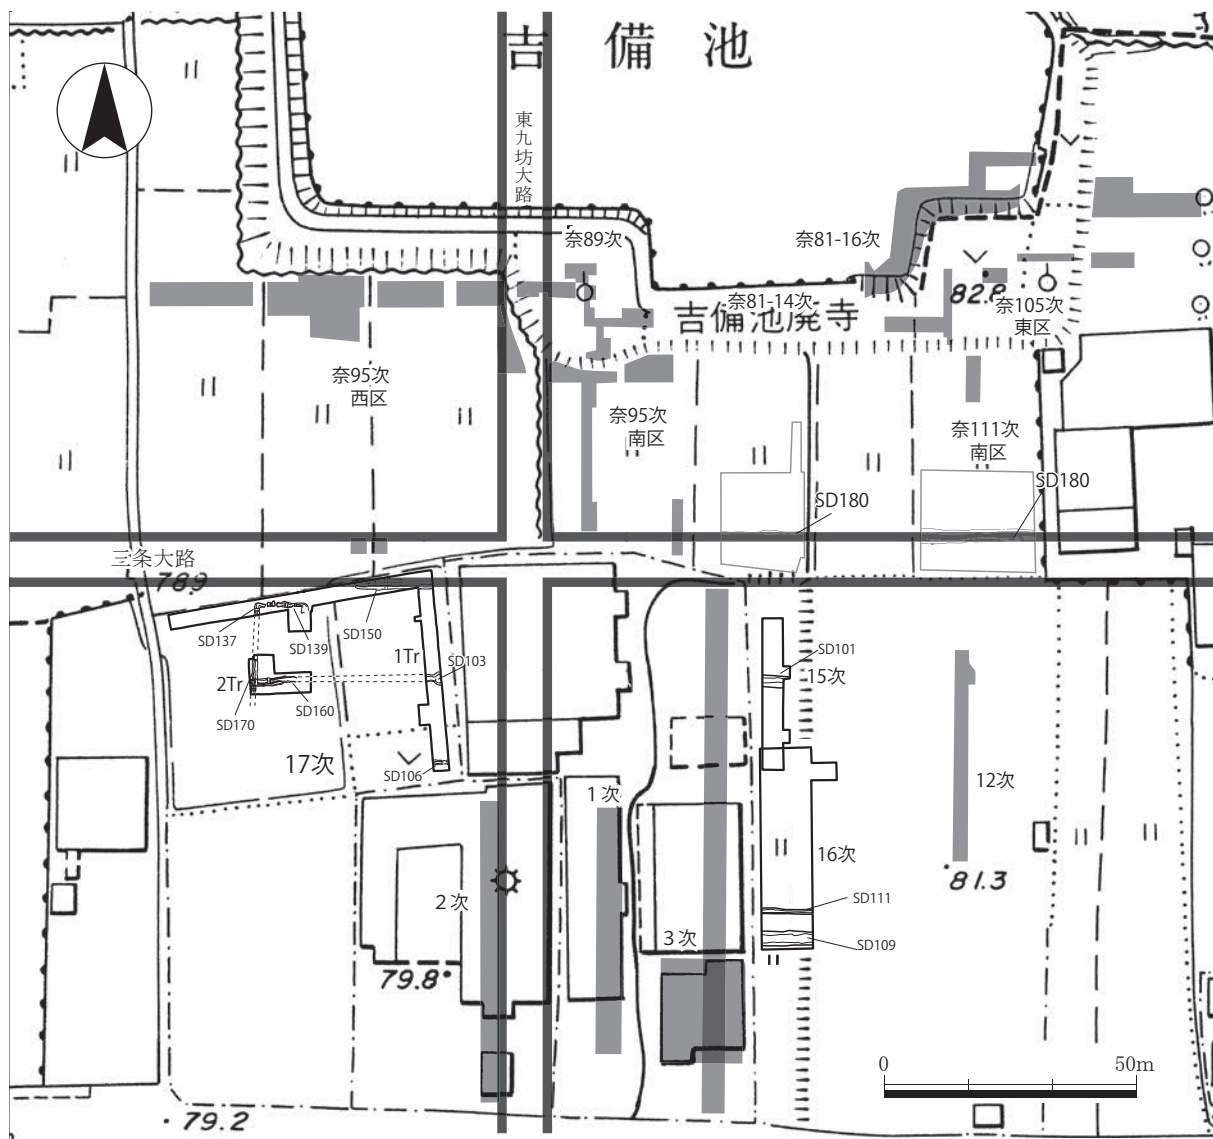 吉備池
東九坊大路
奈89次
奈81-16次
82.8
奈81-14次
吉備池廃寺
奈105次
東区
奈95次
西区
奈95次
南区
奈111次
南区
SD180
SD180
三条大路
78.9
SD137
SD139
SD150
1Tr
SD103
SD101
15次
2Tr
SD170
SD160
17次
SD106
1次
12次
16次
81.3
2次
SD111
3次
SD109
79.8
0
50m
79.2